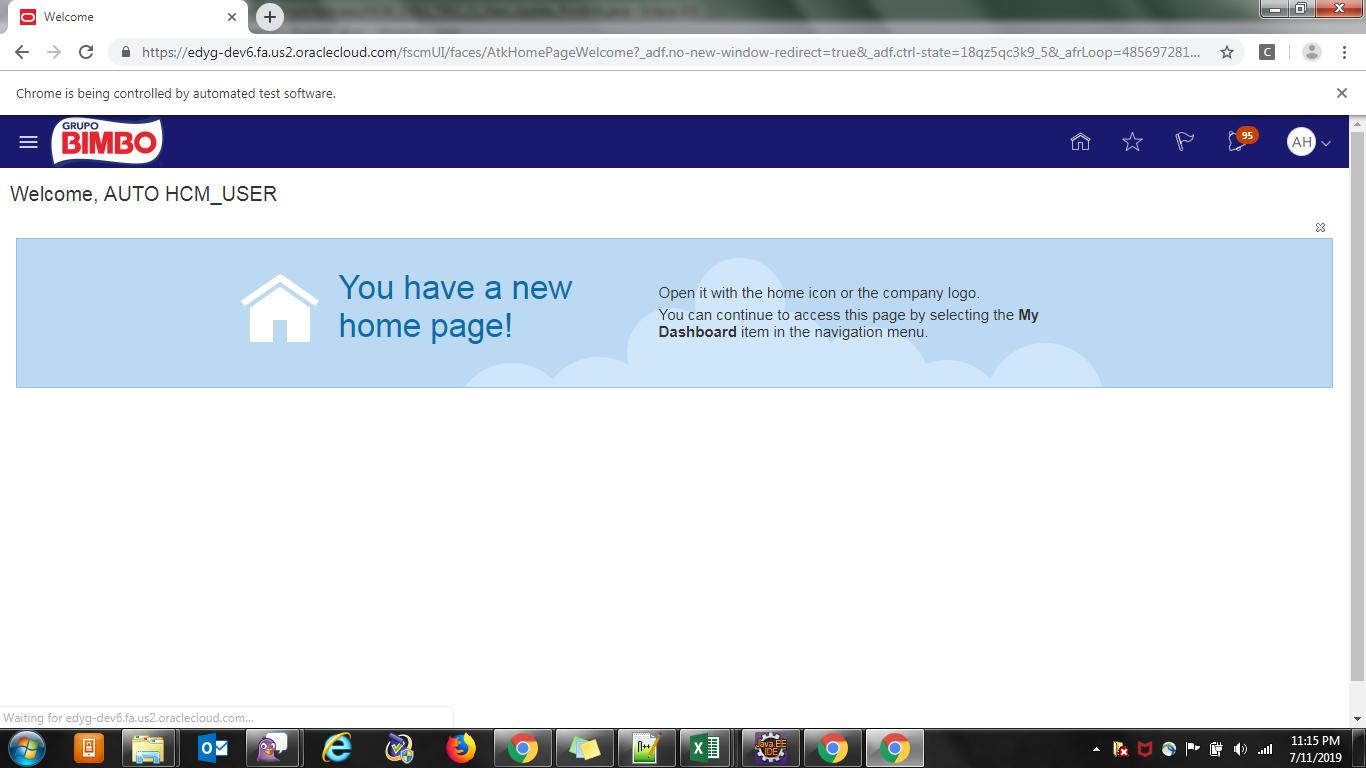 Welcome
https://edyg-dev6.fa.us2.oraclecloud.com/fscmUI/faces/AtkHomePageWelcome?_adf.no-new-window-redirect=true&_adf.ctrl-state=18qz5qc3k9_5&_afrLoop=485697281...
C
Chrome is being controlled by automated test software.
GRUPO
BIMBO
95
AH
Welcome, AUTO HCM_USER
You have a new
home page!
Open it with the home icon or the company logo.
You can continue to access this page by selecting the My
Dashboard item in the navigation menu.
Waiting for edyg-dev6.fa.us2.oraclecloud.com...
Java EE
IDE
11:15 PM
7/11/2019